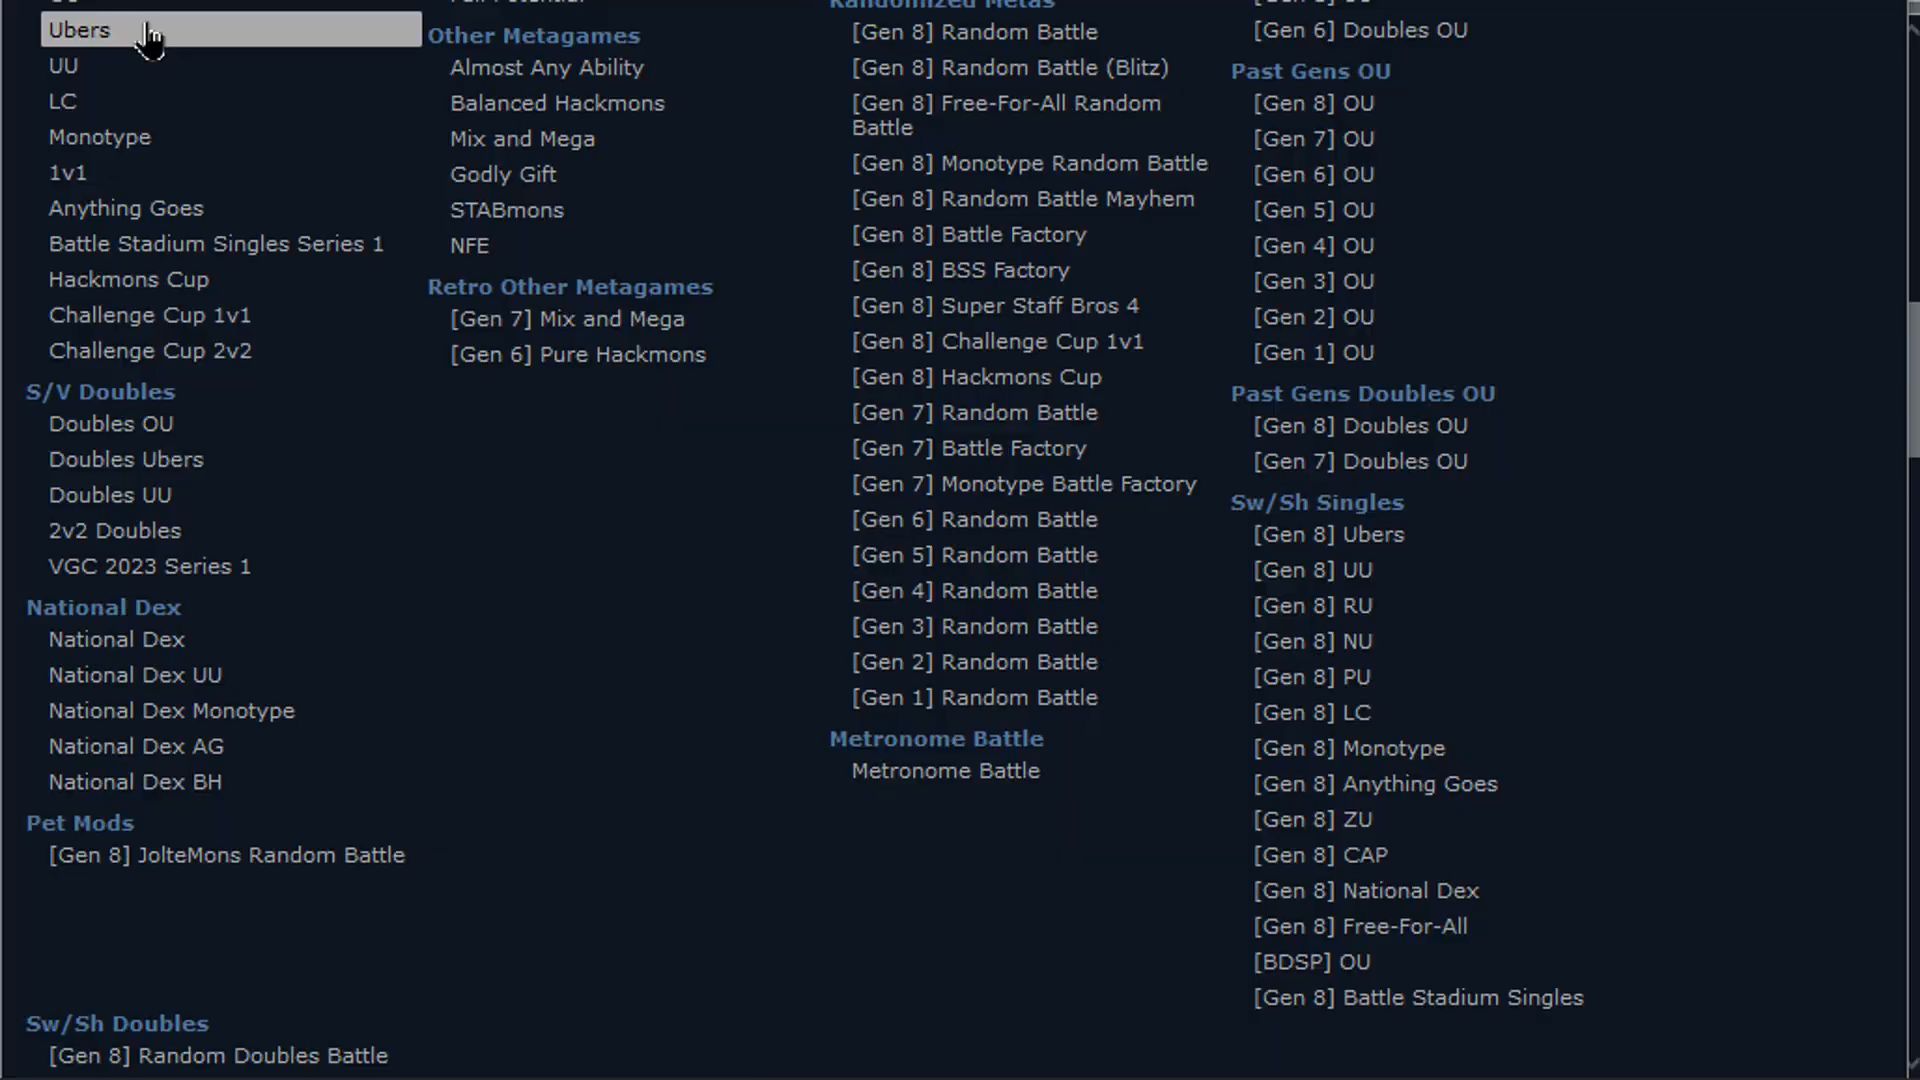 Ubers
UU
LC
Monotype
1v1
Anything Goes
Battle Stadium Singles Series 1
Hackmons Cup
Challenge Cup 1v1
Challenge Cup 2v2
S/V Doubles
Doubles OU
Doubles Ubers
Doubles UU
2v2 Doubles
VGC 2023 Series 1
National Dex
National Dex
National Dex UU
National Dex Monotype
National Dex AG
National Dex BH
Pet Mods
[Gen 8] JolteMons Random Battle
Sw/Sh Doubles
[Gen 8] Random Doubles Battle
Other Metagames
Almost Any Ability
Balanced Hackmons
Mix and Mega
Godly Gift
STABmons
NFE
Retro Other Metagames
[Gen 7] Mix and Mega
[Gen 6] Pure Hackmons
Randomized Metas
[Gen 8] Random Battle
[Gen 8] Random Battle (Blitz)
[Gen 8] Free-For-All Random
Battle
[Gen 8] Monotype Random Battle
[Gen 8] Random Battle Mayhem
[Gen 8] Battle Factory
[Gen 8] BSS Factory
[Gen 8] Super Staff Bros 4
[Gen 8] Challenge Cup 1v1
[Gen 8] Hackmons Cup
[Gen 7] Random Battle
[Gen 7] Battle Factory
[Gen 7] Monotype Battle Factory
[Gen 6] Random Battle
[Gen 5] Random Battle
[Gen 4] Random Battle
[Gen 3] Random Battle
[Gen 2] Random Battle
[Gen 1] Random Battle
Metronome Battle
Metronome Battle
[Gen 6] Doubles OU
Past Gens OU
[Gen 8] OU
[Gen 7] OU
[Gen 6] OU
[Gen 5] OU
[Gen 4] OU
[Gen 3] OU
[Gen 2] OU
[Gen 1] OU
Past Gens Doubles OU
[Gen 8] Doubles OU
[Gen 7] Doubles OU
Sw/Sh Singles
[Gen 8] Ubers
[Gen 8] UU
[Gen 8] RU
[Gen 8] NU
[Gen 8] PU
[Gen 8] LC
[Gen 8] Monotype
[Gen 8] Anything Goes
[Gen 8] ZU
[Gen 8] CAP
[Gen 8] National Dex
[Gen 8] Free-For-All
[BDSP] OU
[Gen 8] Battle Stadium Singles